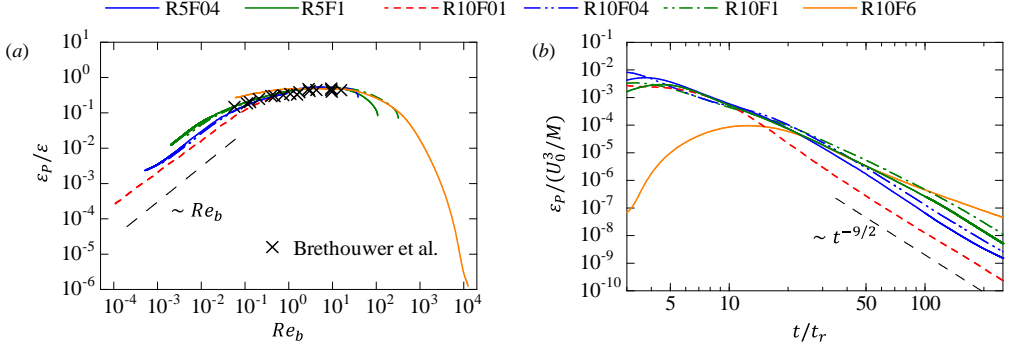 R5F04 R5F1 R10F01 R10F04 R10F1 R10F6
(a)
ε_P/ε
10^1
10^0
10^-1
10^-2
10^-3
10^-4
10^-5
10^-6
~ Re_b
× Brethouwer et al.
10^-4 10^-3 10^-2 10^-1 10^0 10^1 10^2 10^3 10^4
Re_b
(b)
ε_P/(U_0^3/M)
10^-1
10^-2
10^-3
10^-4
10^-5
10^-6
10^-7
10^-8
10^-9
10^-10
~ t^-9/2
5 10 50 100
t/t_r